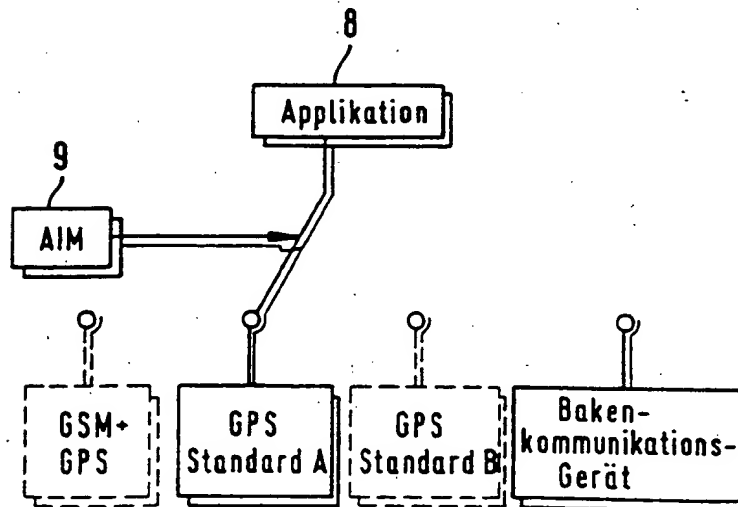 8
Applikation
9
AIM
GSM+
GPS
GPS
Standard A
GPS
Standard B
Baken-
kommunikations-
Gerät